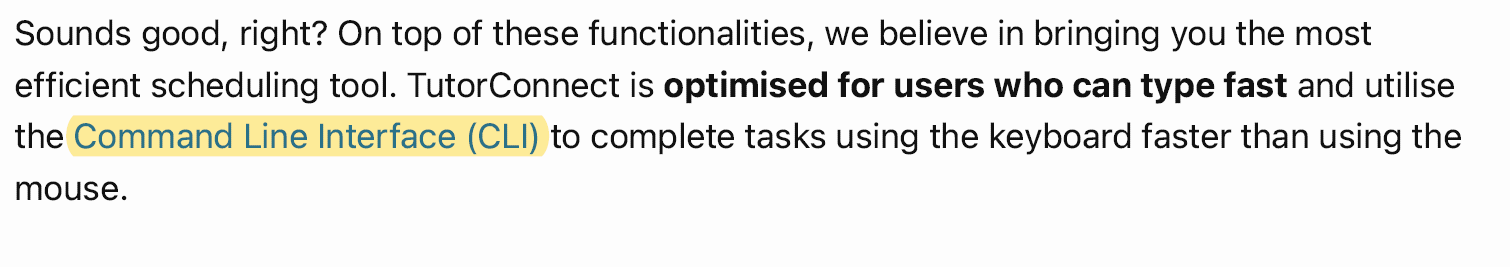 Sounds good, right? On top of these functionalities, we believe in bringing you the most
efficient scheduling tool. TutorConnect is optimised for users who can type fast and utilise
the Command Line Interface (CLI) to complete tasks using the keyboard faster than using the
mouse.